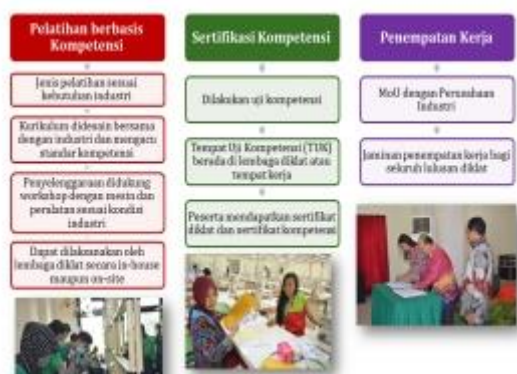 Pelatihan berbasis
Kompetensi
Jenis pelatihan sesuai
kebutuhan industri
Kurikulum didesain bersama
dengan industri dan mengacu
standar kompetensi
Penyelenggaraan didukung
workshop dengan mesin dan
peralatan sesuai kondisi
industri
Dapat dilaksanakan oleh
lembaga diklat secara in-house
maupun on-site
Sertifikasi Kompetensi
Dilakukan uji kompetensi
Tempat Uji Kompetensi (TUK)
berada di lembaga diklat atau
tempat kerja
Peserta mendapatkan sertifikat
diklat dan sertifikat kompetensi
Penempatan Kerja
MoU dengan Perusahaan
Industri
Jaminan penempatan kerja bagi
seluruh lulusan diklat